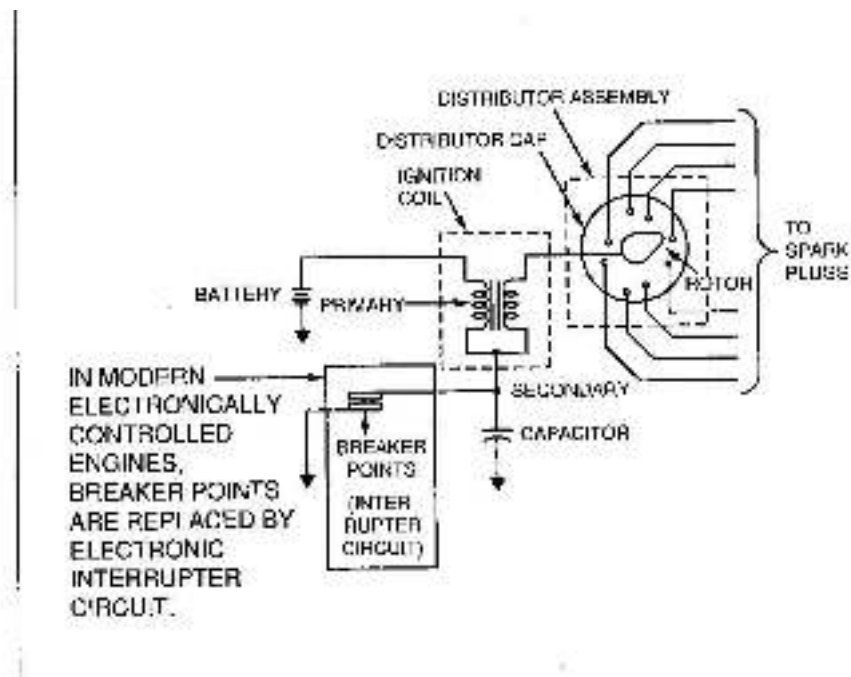 DISTRIBUTOR ASSEMBLY
DISTRIBUTOR CAP
IGNITION
COIL
TO
SPARK
PLUGS
ROTOR
BATTERY
PRIMARY
SECONDARY
CAPACITOR
IN MODERN
ELECTRONICALLY
CONTROLLED
ENGINES,
BREAKER POINTS
ARE REPLACED BY
ELECTRONIC
INTERRUPTER
CIRCUIT.
BREAKER
POINTS
(INTER
RUPTER
CIRCUIT)